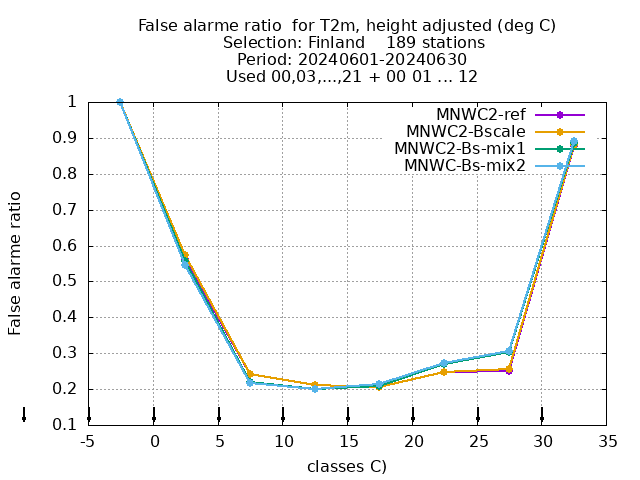 False alarme ratio  for T2m, height adjusted (deg C)
Selection: Finland    189 stations
Period: 20240601-20240630
Used 00,03,...,21 + 00 01 ... 12
MNWC2-ref
MNWC2-Bscale
MNWC2-Bs-mix1
MNWC-Bs-mix2
False alarme ratio
1
0.9
0.8
0.7
0.6
0.5
0.4
0.3
0.2
0.1
-5 0 5 10 15 20 25 30 35
classes C)